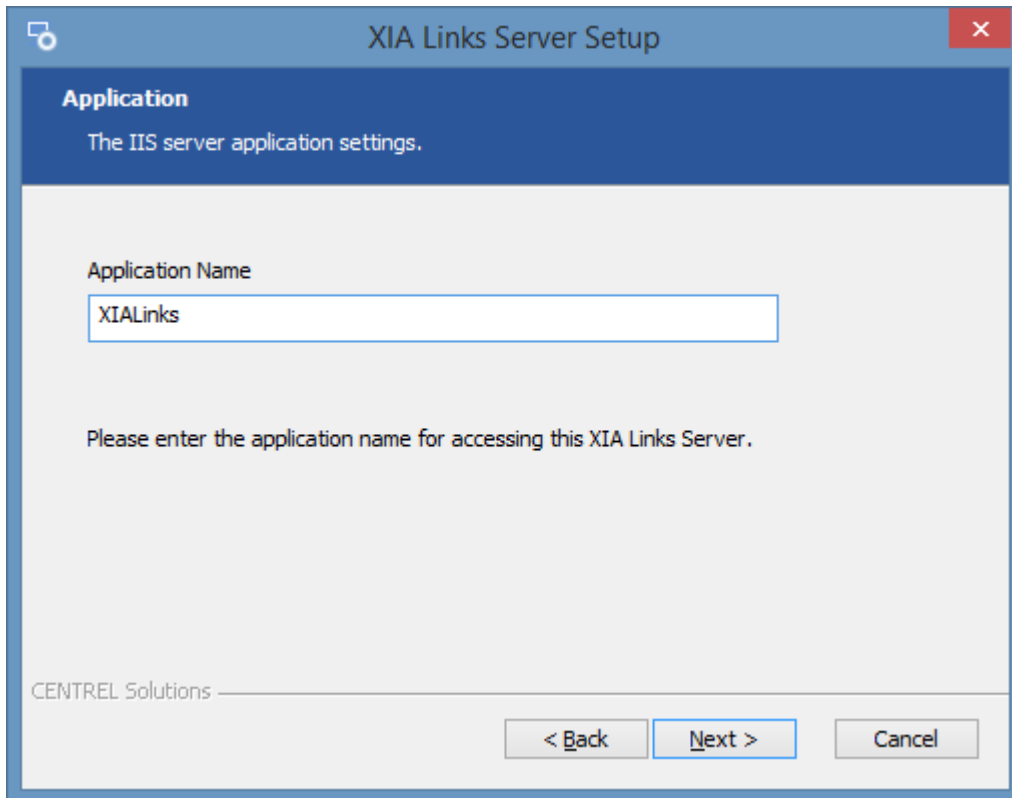 XIA Links Server Setup
Application
The IIS server application settings.
Application Name
XIALinks
Please enter the application name for accessing this XIA Links Server.
CENTREL Solutions
< Back Next > Cancel